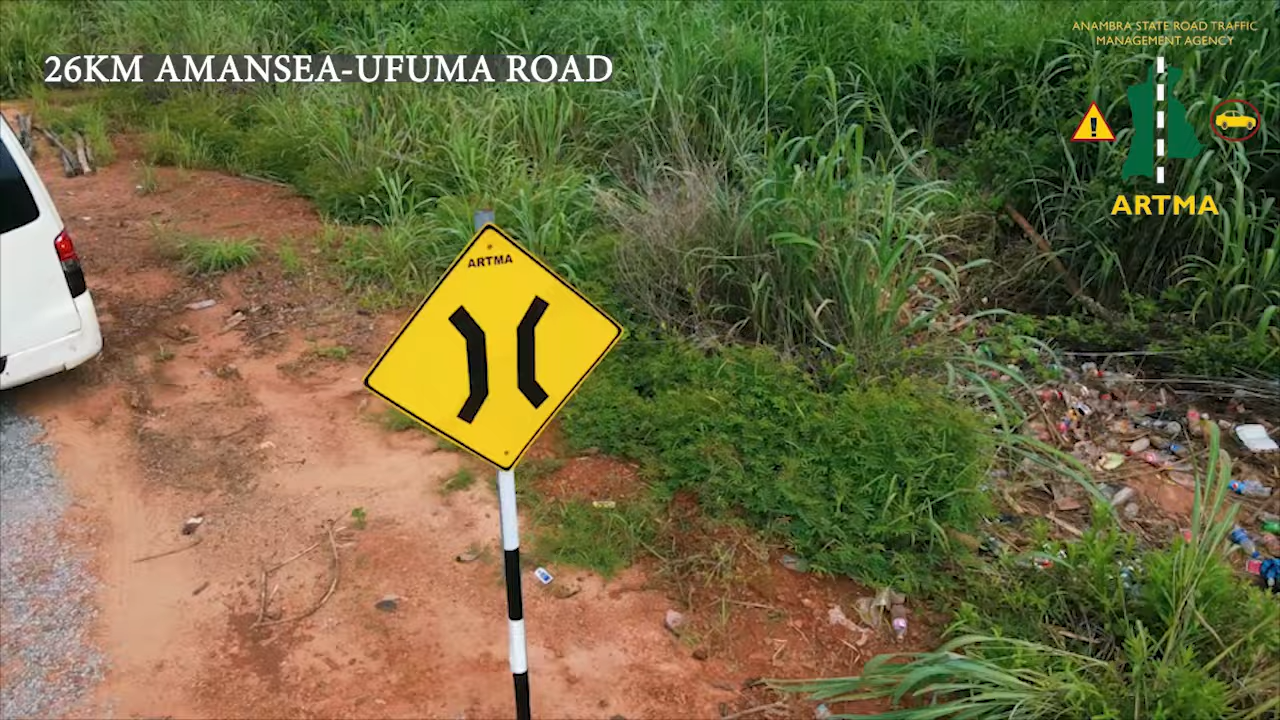 26KM AMANSEA-UFUMA ROAD
ANAMBRA STATE ROAD TRAFFIC
MANAGEMENT AGENCY
!
ARTMA
ARTMA